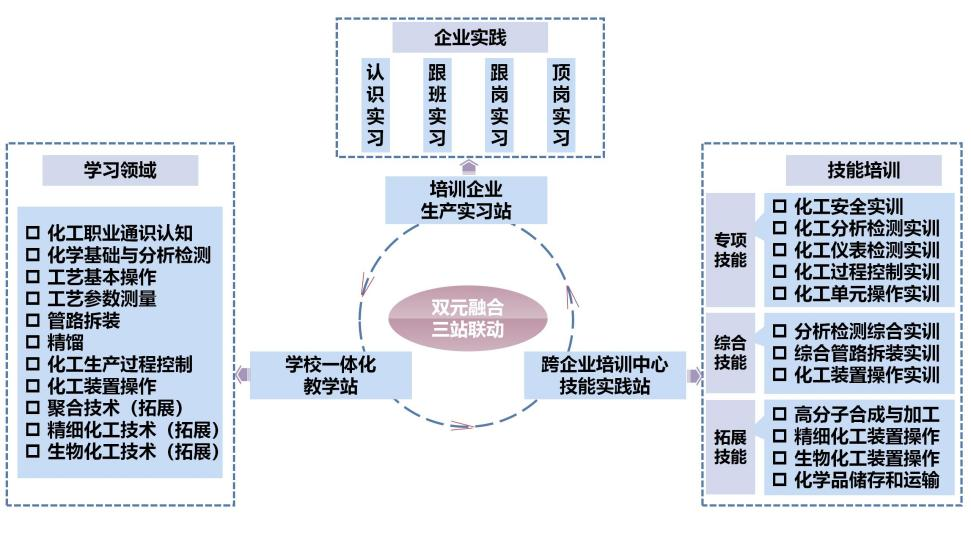 企业实践
认识实习
跟班实习
跟岗实习
顶岗实习
培训企业
生产实习站
学习领域
化工职业通识认知
化学基础与分析检测
工艺基本操作
工艺参数测量
管路拆装
精馏
化工生产过程控制
化工装置操作
聚合技术（拓展）
精细化工技术（拓展）
生物化工技术（拓展）
双元融合
三站联动
学校一体化
教学站
跨企业培训中心
技能实践站
技能培训
专项
技能
化工安全实训
化工分析检测实训
化工仪表检测实训
化工过程控制实训
化工单元操作实训
综合
技能
分析检测综合实训
综合管路拆装实训
化工装置操作实训
拓展
技能
高分子合成与加工
精细化工装置操作
生物化工装置操作
化学品储存和运输